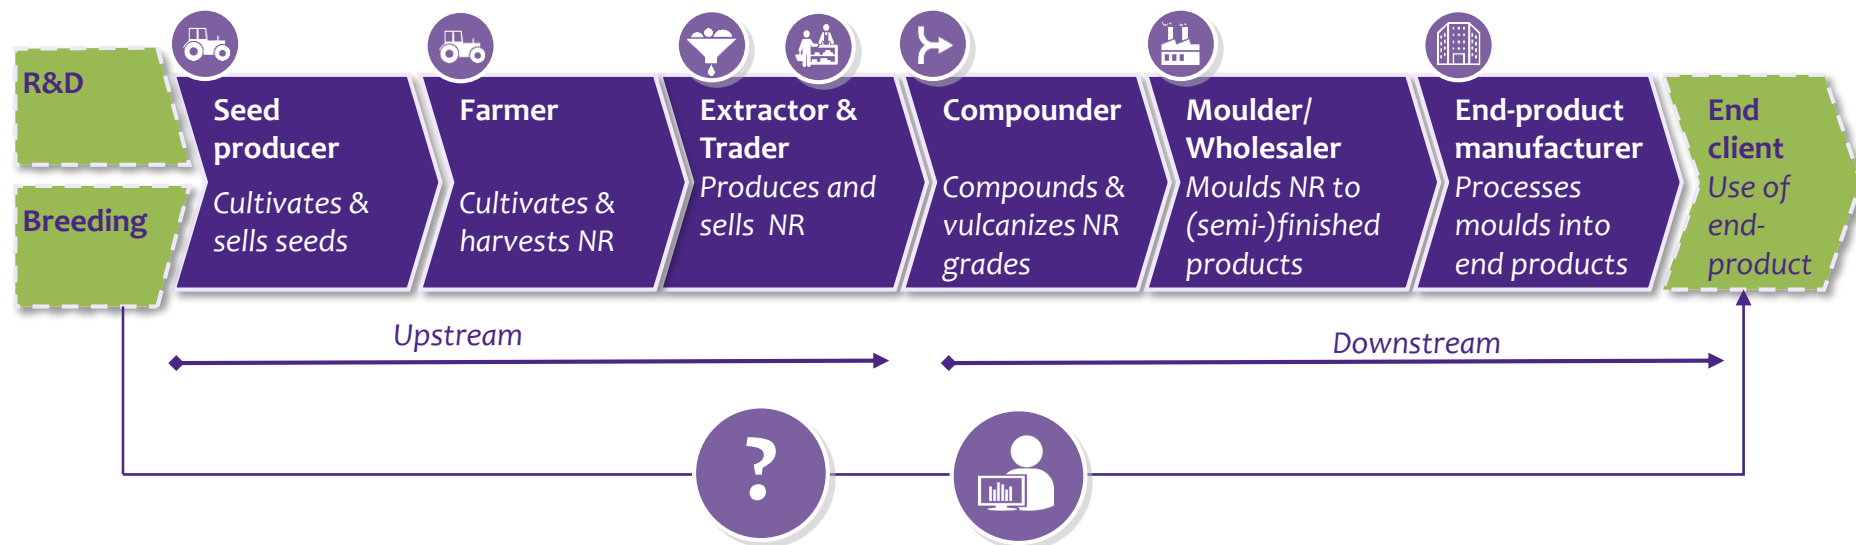 R&D
Breeding
Seed
producer
Cultivates &
sells seeds
Farmer
Cultivates &
harvests NR
Extractor &
Trader
Produces and
sells NR
Compounder
Compounds &
vulcanizes NR
grades
Moulder/
Wholesaler
Moulds NR to
(semi-)finished
products
End-product
manufacturer
Processes
moulds into
end products
End
client
Use of
end-
product
Upstream
Downstream
?